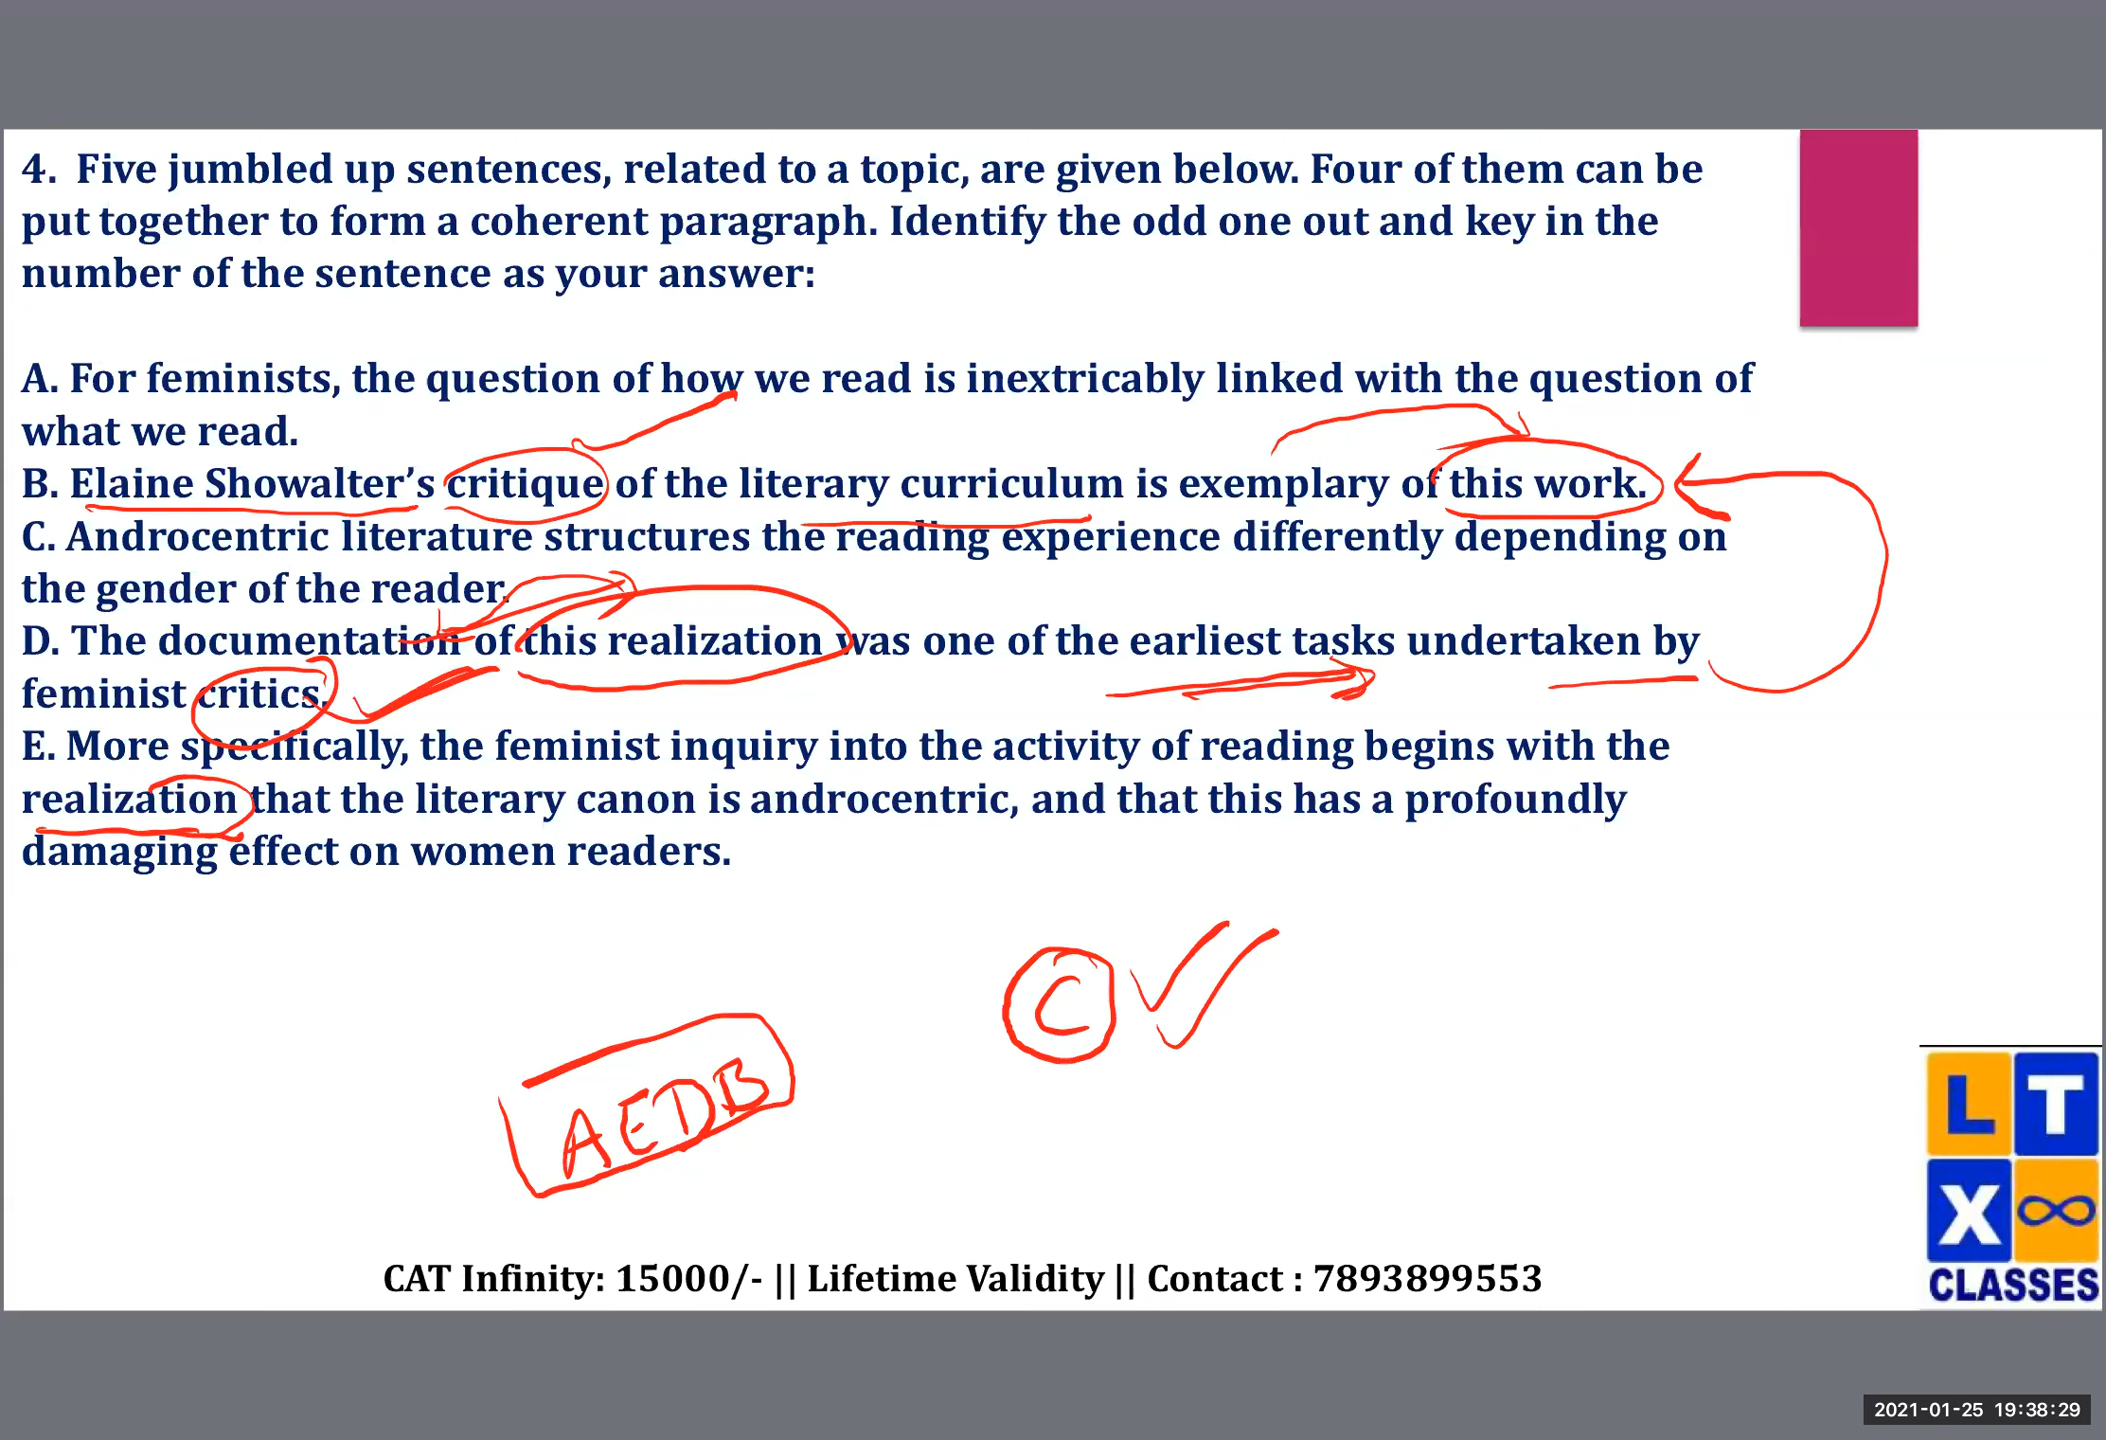 4. Five jumbled up sentences, related to a topic, are given below. Four of them can be
put together to form a coherent paragraph. Identify the odd one out and key in the
number of the sentence as your answer:
A. For feminists, the question of how we read is inextricably linked with the question of
what we read.
B. Elaine Showalter's critique of the literary curriculum is exemplary of this work.
C. Androcentric literature structures the reading experience differently depending on
the gender of the reader.
D. The documentation of this realization was one of the earliest tasks undertaken by
feminist critics.
E. More specifically, the feminist inquiry into the activity of reading begins with the
realization that the literary canon is androcentric, and that this has a profoundly
damaging effect on women readers.
C
AEDB
LT
X∞
CLASSES
CAT Infinity: 15000/- || Lifetime Validity || Contact : 7893899553
2021-01-25 19:38:29